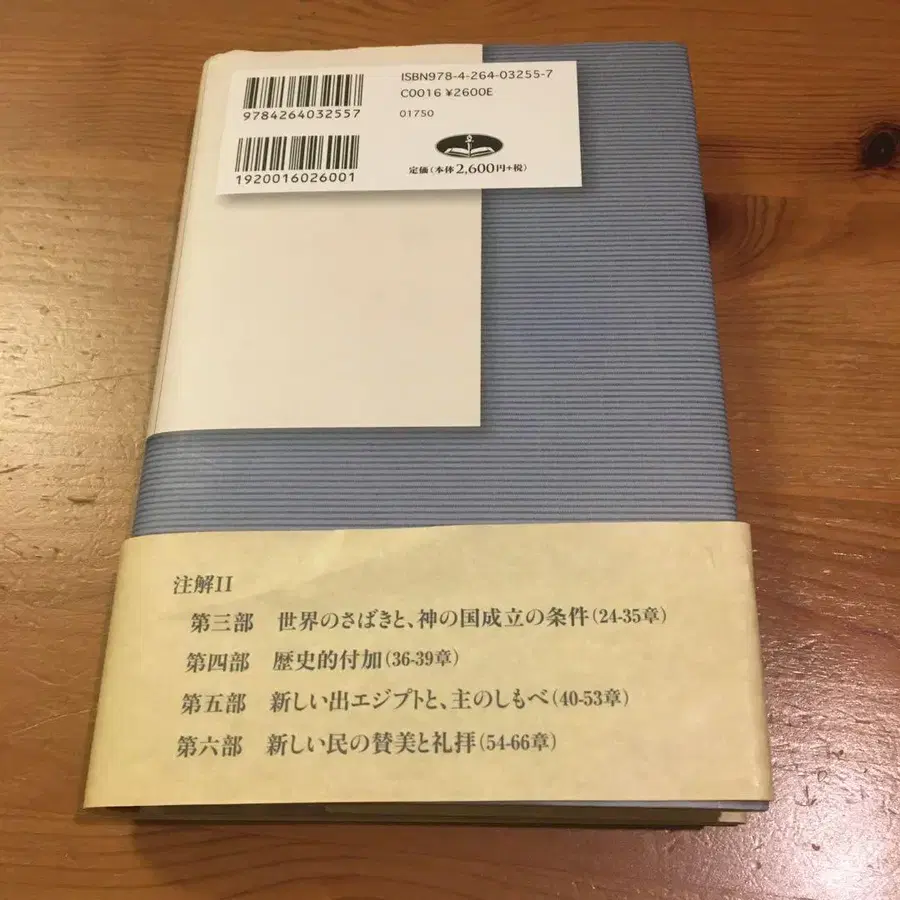 ISBN978-4-264-03255-7
C0016 ¥2600E
9784264032557
01750
1920016026001
定価(本体2,600円+税)
注解II
第三部 世界のさばきと、神の国成立の条件(24-35章)
第四部 歴史的付加(36-39章)
第五部 新しい出エジプトと、主のしもべ(40-53章)
第六部 新しい民の賛美と礼拝(54-66章)